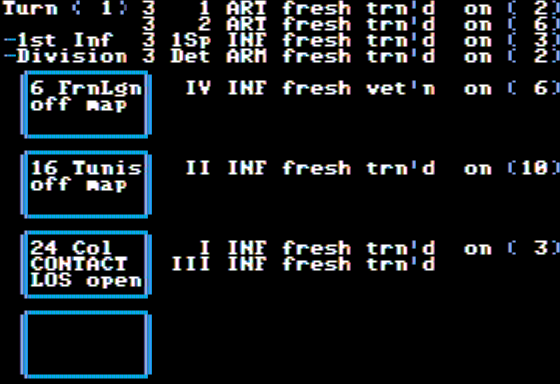 Turn ( 1) 3 1 ART fresh trn'd on ( 2)
3 2 ART fresh trn'd on ( 6)
-1st Inf 3 1Sp INF fresh trn'd on ( 3)
-Division 3 Det ARM fresh trn'd on ( 2)
6 FrnLgn IV INF fresh vet'n on ( 6)
off map
16 Tunis II INF fresh trn'd on (10)
off map
24 Col I INF fresh trn'd on ( 3)
CONTACT III INF fresh trn'd
LOS open